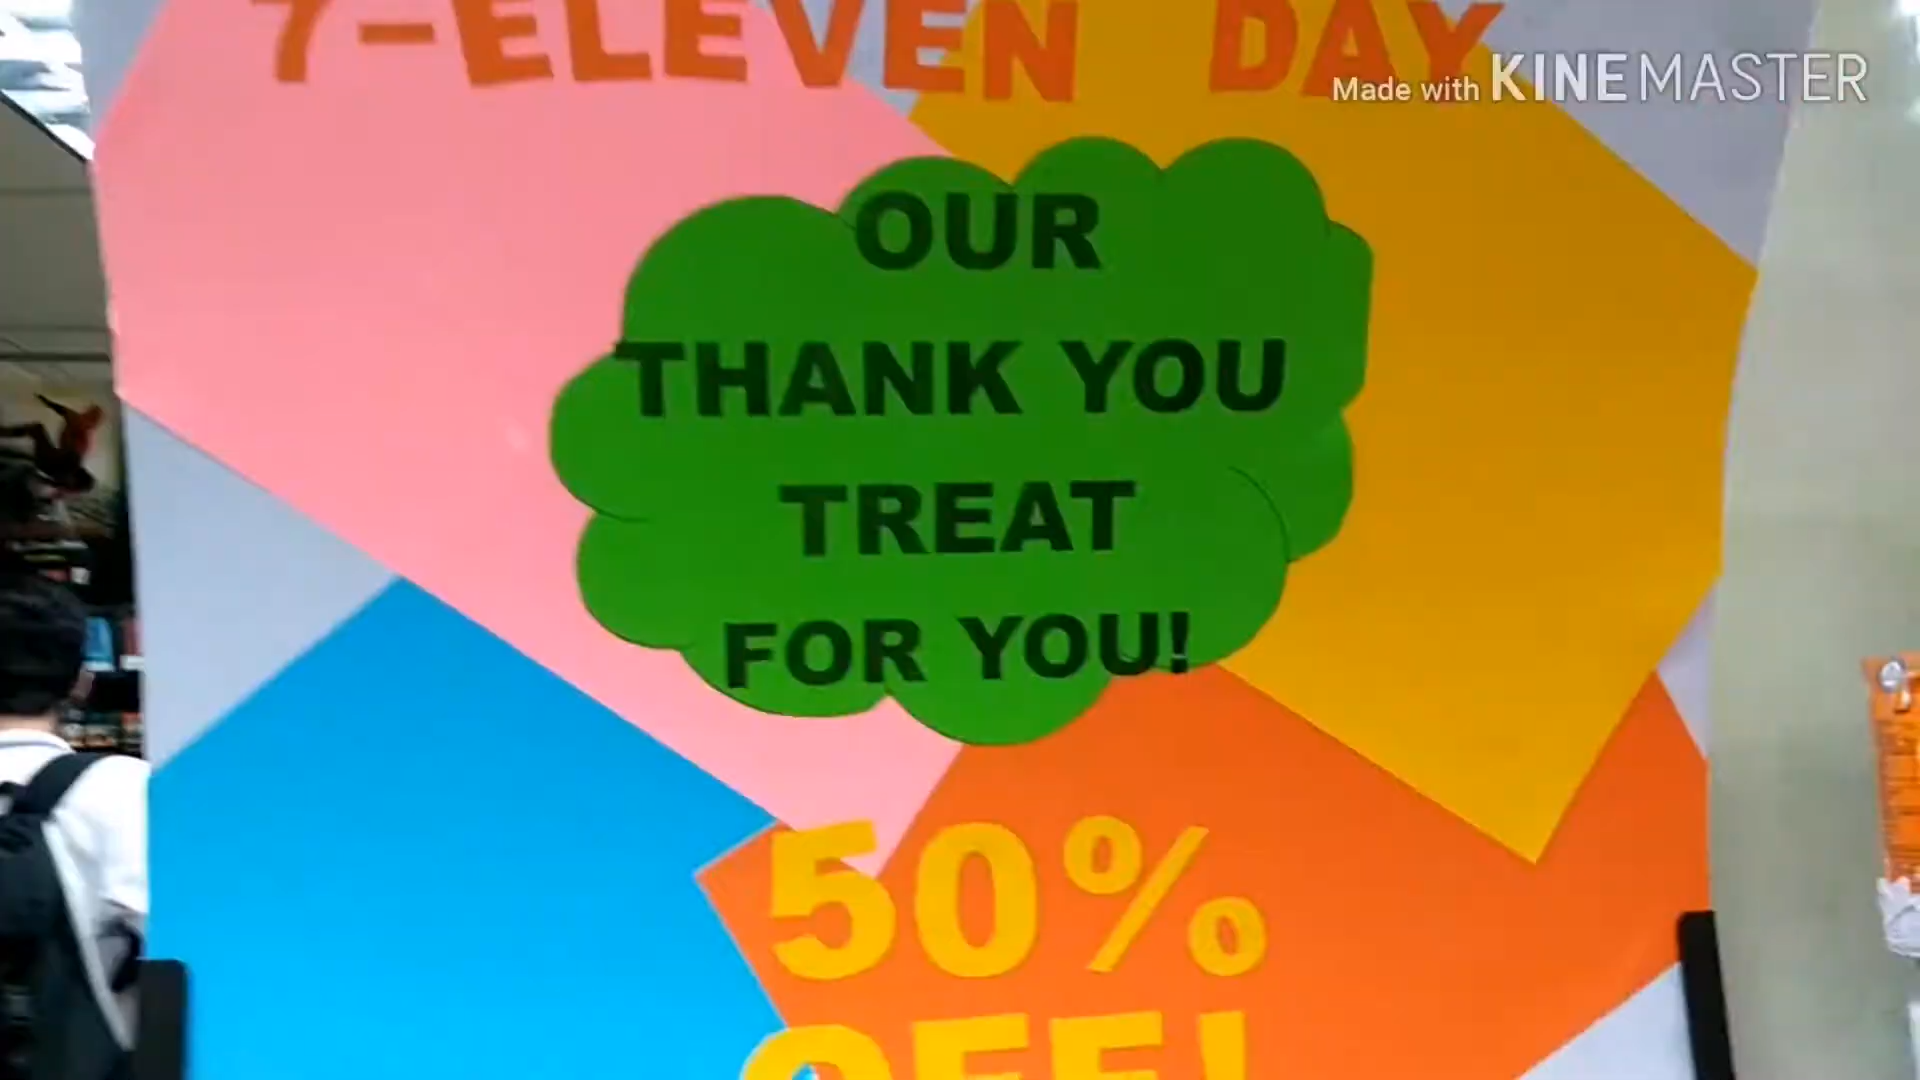 7-ELEVEN DAY
Made with KINEMASTER
OUR
THANK YOU
TREAT
FOR YOU!
50%
OFF!